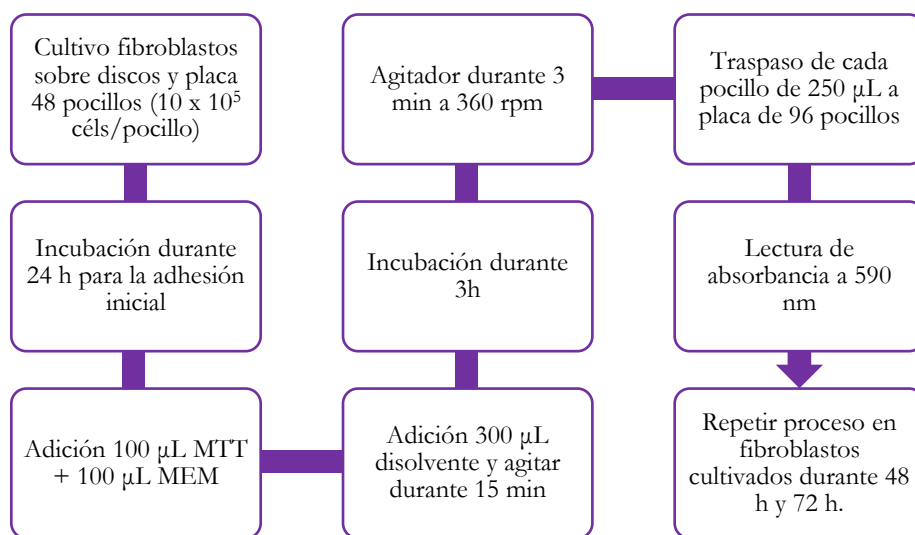 Cultivo fibroblastos
sobre discos y placa
48 pocillos (10 x 10⁵
céls/pocillo)
Incubación durante
24 h para la adhesión
inicial
Adición 100 µL MTT
+ 100 µL MEM
Adición 300 µL
disolvente y agitar
durante 15 min
Incubación durante
3h
Agitador durante 3
min a 360 rpm
Traspaso de cada
pocillo de 250 µL a
placa de 96 pocillos
Lectura de
absorbancia a 590
nm
Repetir proceso en
fibroblastos
cultivados durante 48
h y 72 h.